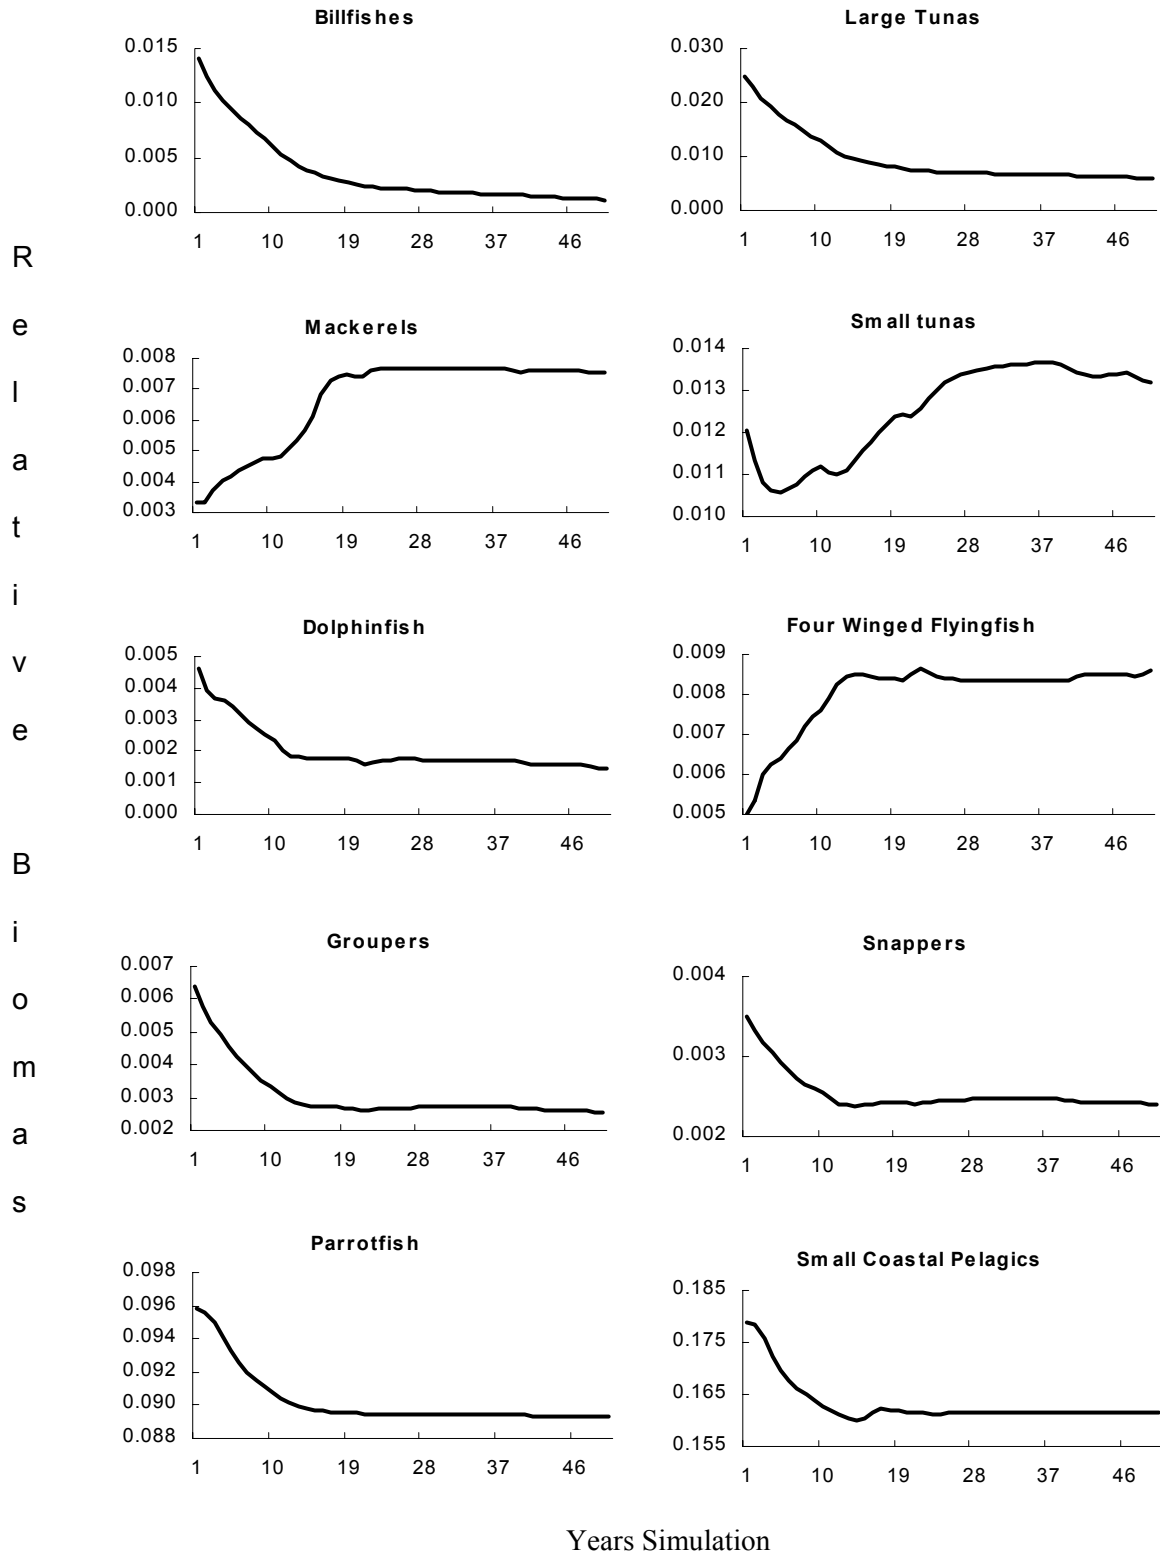 Billfishes
0.015
0.010
0.005
0.000
1 10 19 28 37 46
Large Tunas
0.030
0.020
0.010
0.000
1 10 19 28 37 46
Mackerels
0.008
0.007
0.006
0.005
0.004
0.003
1 10 19 28 37 46
Small tunas
0.014
0.013
0.012
0.011
0.010
1 10 19 28 37 46
Dolphinfish
0.005
0.004
0.003
0.002
0.001
0.000
1 10 19 28 37 46
Four Winged Flyingfish
0.009
0.008
0.007
0.006
0.005
1 10 19 28 37 46
Groupers
0.007
0.006
0.005
0.004
0.003
0.002
1 10 19 28 37 46
Snappers
0.004
0.003
0.002
1 10 19 28 37 46
Parrotfish
0.098
0.096
0.094
0.092
0.090
0.088
1 10 19 28 37 46
Small Coastal Pelagics
0.185
0.175
0.165
0.155
1 10 19 28 37 46
Relative Biomas
Years Simulation